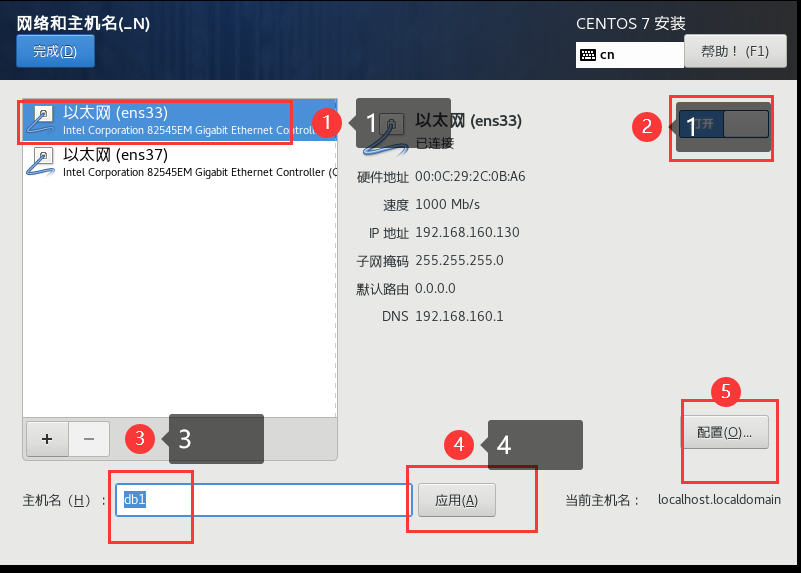 网络和主机名(_N)
CENTOS 7 安装
完成(D)
cn
帮助！ (F1)
以太网 (ens33)
Intel Corporation 82545EM Gigabit Ethernet Controll
以太网 (ens37)
Intel Corporation 82545EM Gigabit Ethernet Controller (C
1
1
以太网 (ens33)
已连接
2
1
打开
硬件地址 00:0C:29:2C:0B:A6
速度 1000 Mb/s
IP 地址 192.168.160.130
子网掩码 255.255.255.0
默认路由 0.0.0.0
DNS 192.168.160.1
5
配置(O)...
+
−
3
3
4
4
主机名 (H) ：
db1
应用(A)
当前主机名：
localhost.localdomain